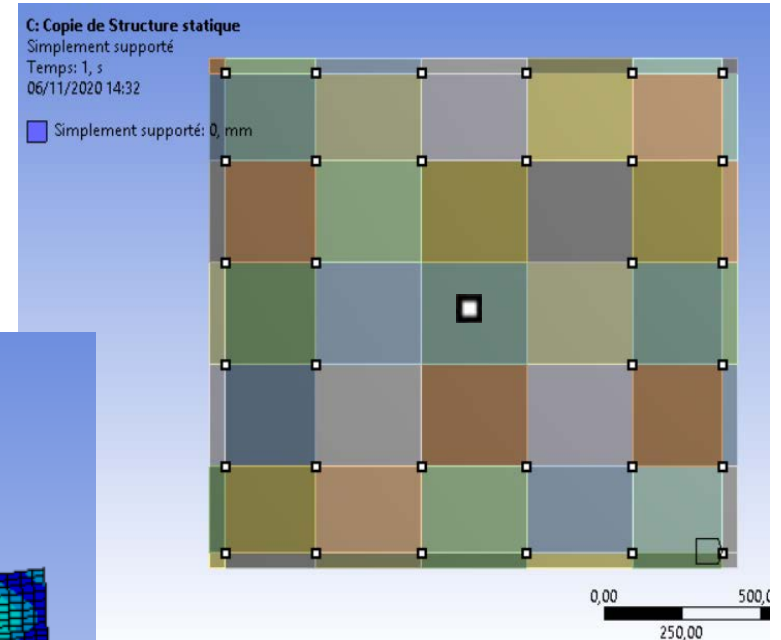 C: Copie de Structure statique
Simplement supporté
Temps: 1, s
06/11/2020 14:32
Simplement supporté: 0, mm
0,00
250,00